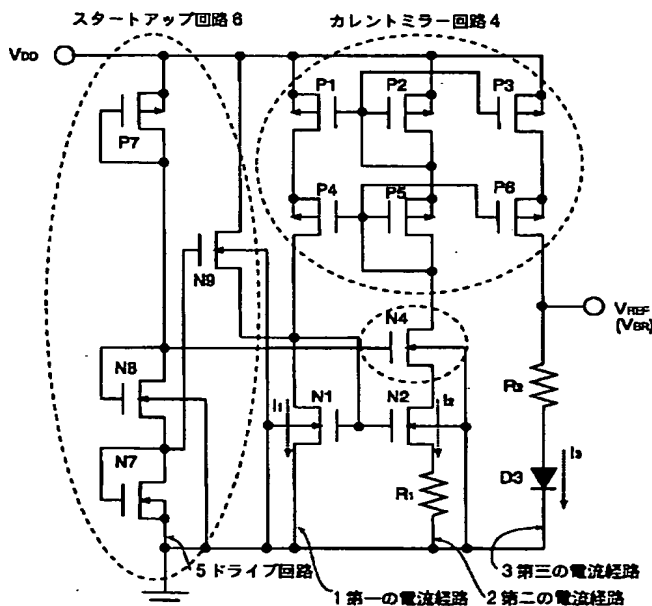 スタートアップ回路6
カレントミラー回路4
VDD
P1
P2
P3
P7
P4
P5
P6
N9
VREF
(VBR)
N4
N8
R2
I1
N1
N2
I2
N7
R1
D3
I3
5ドライブ回路
1第一の電流経路
2第二の電流経路
3第三の電流経路